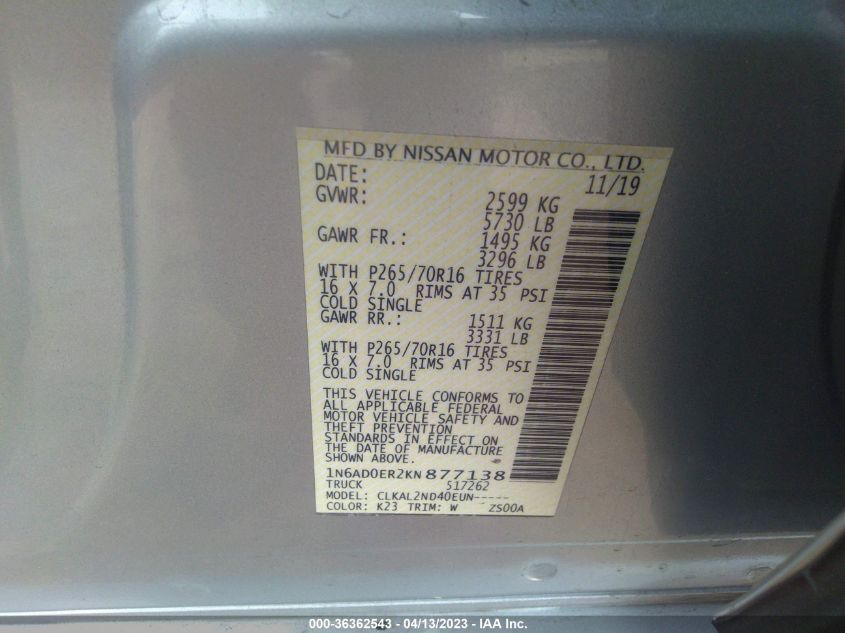 MFD BY NISSAN MOTOR CO., LTD.
DATE: 11/19
GVWR: 2599 KG
5730 LB
GAWR FR.: 1495 KG
3296 LB
WITH P265/70R16 TIRES
16 X 7.0 RIMS AT 35 PSI
COLD SINGLE
GAWR RR.: 1511 KG
3331 LB
WITH P265/70R16 TIRES
16 X 7.0 RIMS AT 35 PSI
COLD SINGLE
THIS VEHICLE CONFORMS TO
ALL APPLICABLE FEDERAL
MOTOR VEHICLE SAFETY AND
THEFT PREVENTION
STANDARDS IN EFFECT ON
THE DATE OF MANUFACTURE
SHOWN ABOVE.
1N6AD0ER2KN877138
TRUCK 517262
MODEL: CLKAL2ND40EUN-----
COLOR: K23 TRIM: W ZS00A
000-36362543 - 04/13/2023 - IAA Inc.